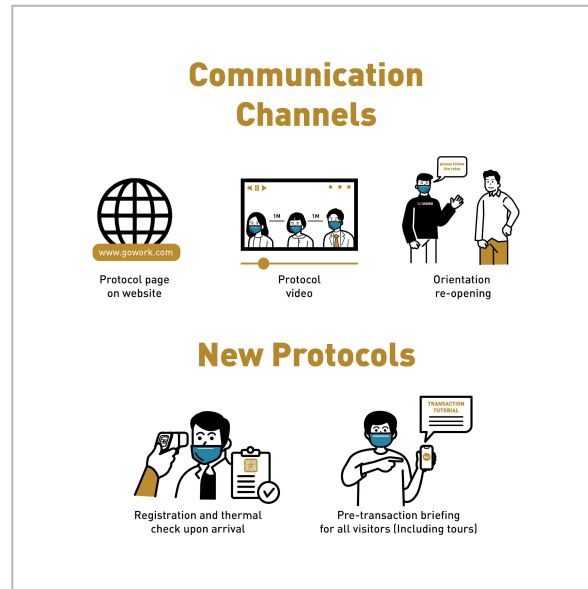 Communication
Channels
please follow
the rules
GOWORK
1M
1M
www.gowork.com
Protocol page
on website
Protocol
video
Orientation
re-opening
New Protocols
TRANSACTION
TUTORIAL
Registration and thermal
check upon arrival
Pre-transaction briefing
for all visitors (Including tours)